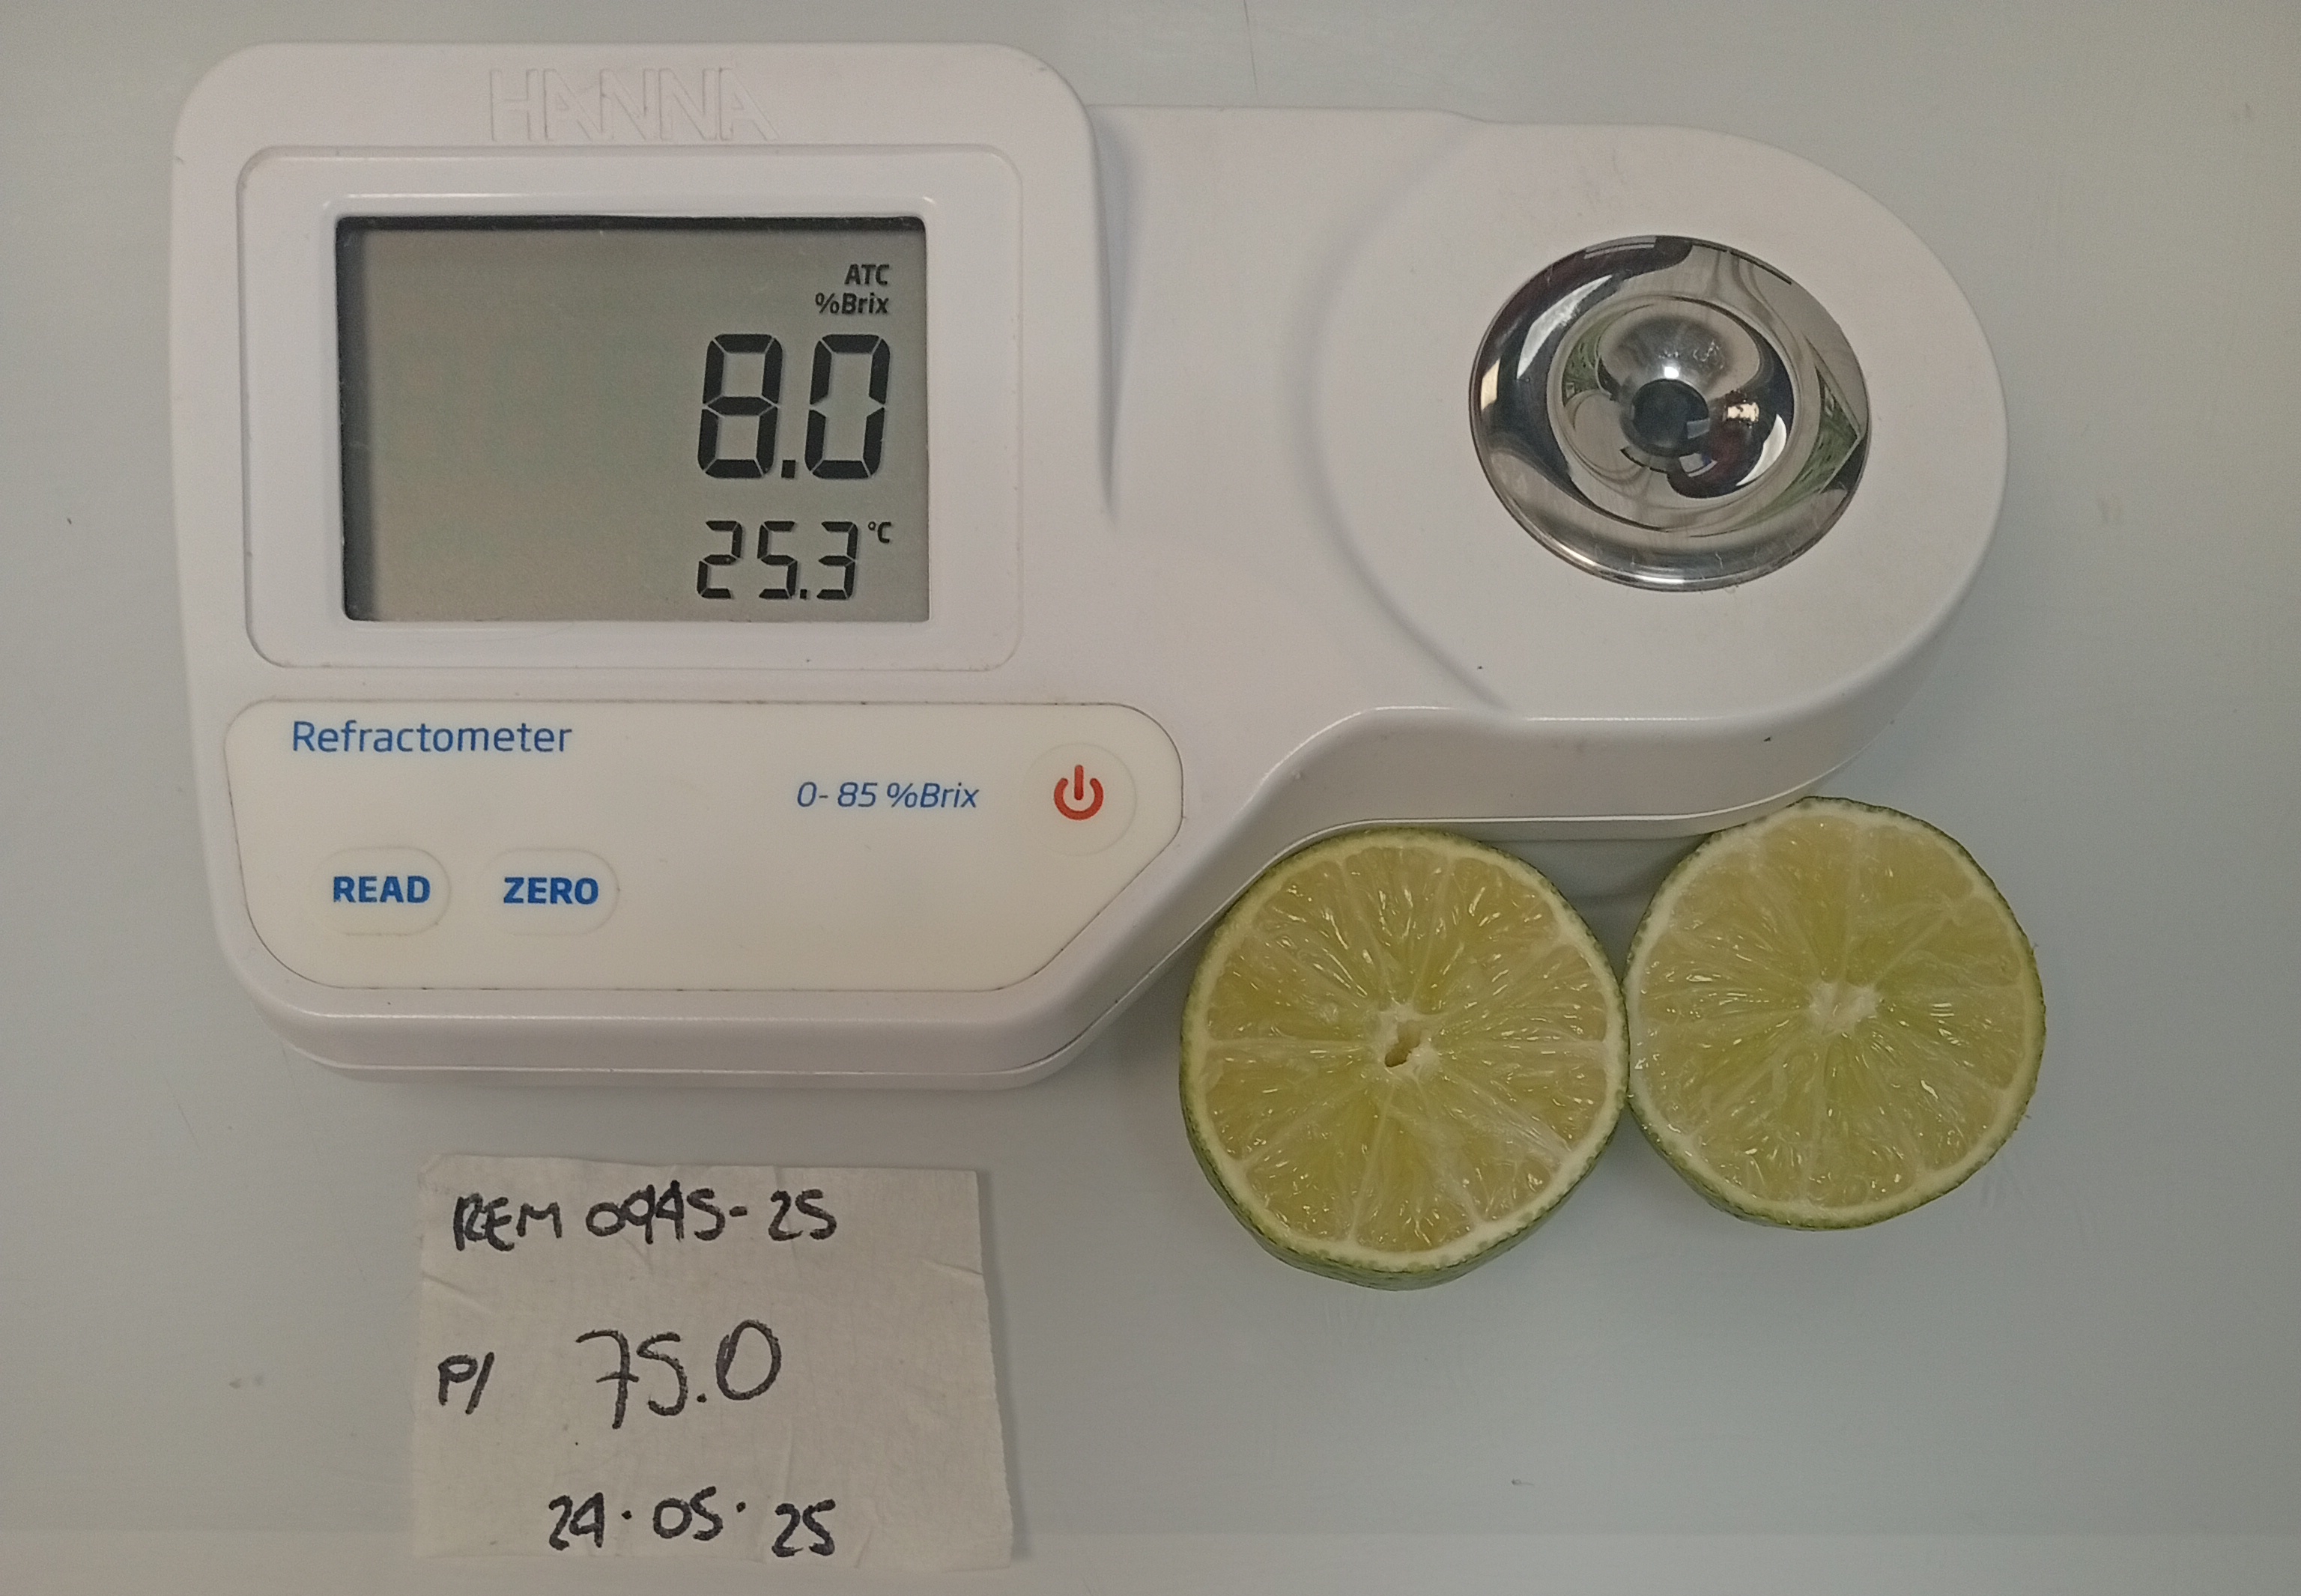 HANNA
ATC
%Brix
8.0
25.3 °C
Refractometer
0-85 %Brix
READ ZERO
REM 0945-25
P/ 75.0
24.05.25